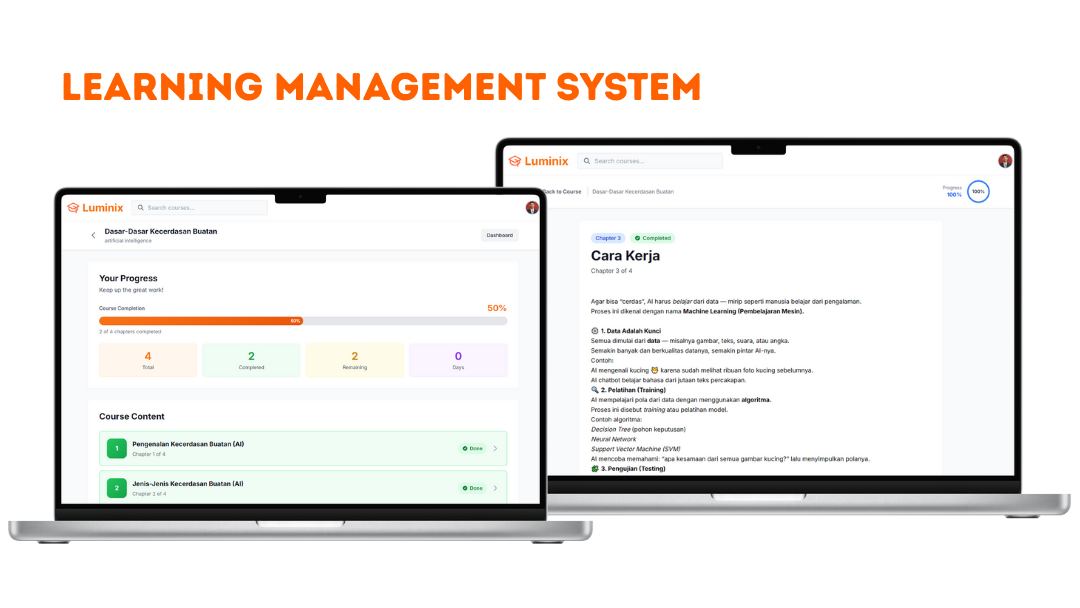 LEARNING MANAGEMENT SYSTEM
Luminix
Search courses...
Dasar-Dasar Kecerdasan Buatan
artificial intelligence
Dashboard
Your Progress
Keep up the great work!
Course Completion
50%
50%
2 of 4 chapters completed
4
Total
2
Completed
2
Remaining
0
Days
Course Content
1
Pengenalan Kecerdasan Buatan (AI)
Chapter 1 of 4
Done
2
Jenis-Jenis Kecerdasan Buatan (AI)
Chapter 2 of 4
Done
Luminix
Search courses...
Back to Course
Dasar-Dasar Kecerdasan Buatan
Progress
100%
100%
Chapter 3
Completed
Cara Kerja
Chapter 3 of 4
Agar bisa "cerdas", AI harus belajar dari data — mirip seperti manusia belajar dari pengalaman.
Proses ini dikenal dengan nama Machine Learning (Pembelajaran Mesin).
1. Data Adalah Kunci
Semua dimulai dari data — misalnya gambar, teks, suara, atau angka.
Semakin banyak dan berkualitas datanya, semakin pintar AI-nya.
Contoh:
AI mengenali kucing 🐱 karena sudah melihat ribuan foto kucing sebelumnya.
AI chatbot belajar bahasa dari jutaan teks percakapan.
🔍 2. Pelatihan (Training)
AI mempelajari pola dari data dengan menggunakan algoritma.
Proses ini disebut training atau pelatihan model.
Contoh algoritma:
Decision Tree (pohon keputusan)
Neural Network
Support Vector Machine (SVM)
AI mencoba memahami: "apa kesamaan dari semua gambar kucing?" lalu menyimpulkan polanya.
🧩 3. Pengujian (Testing)